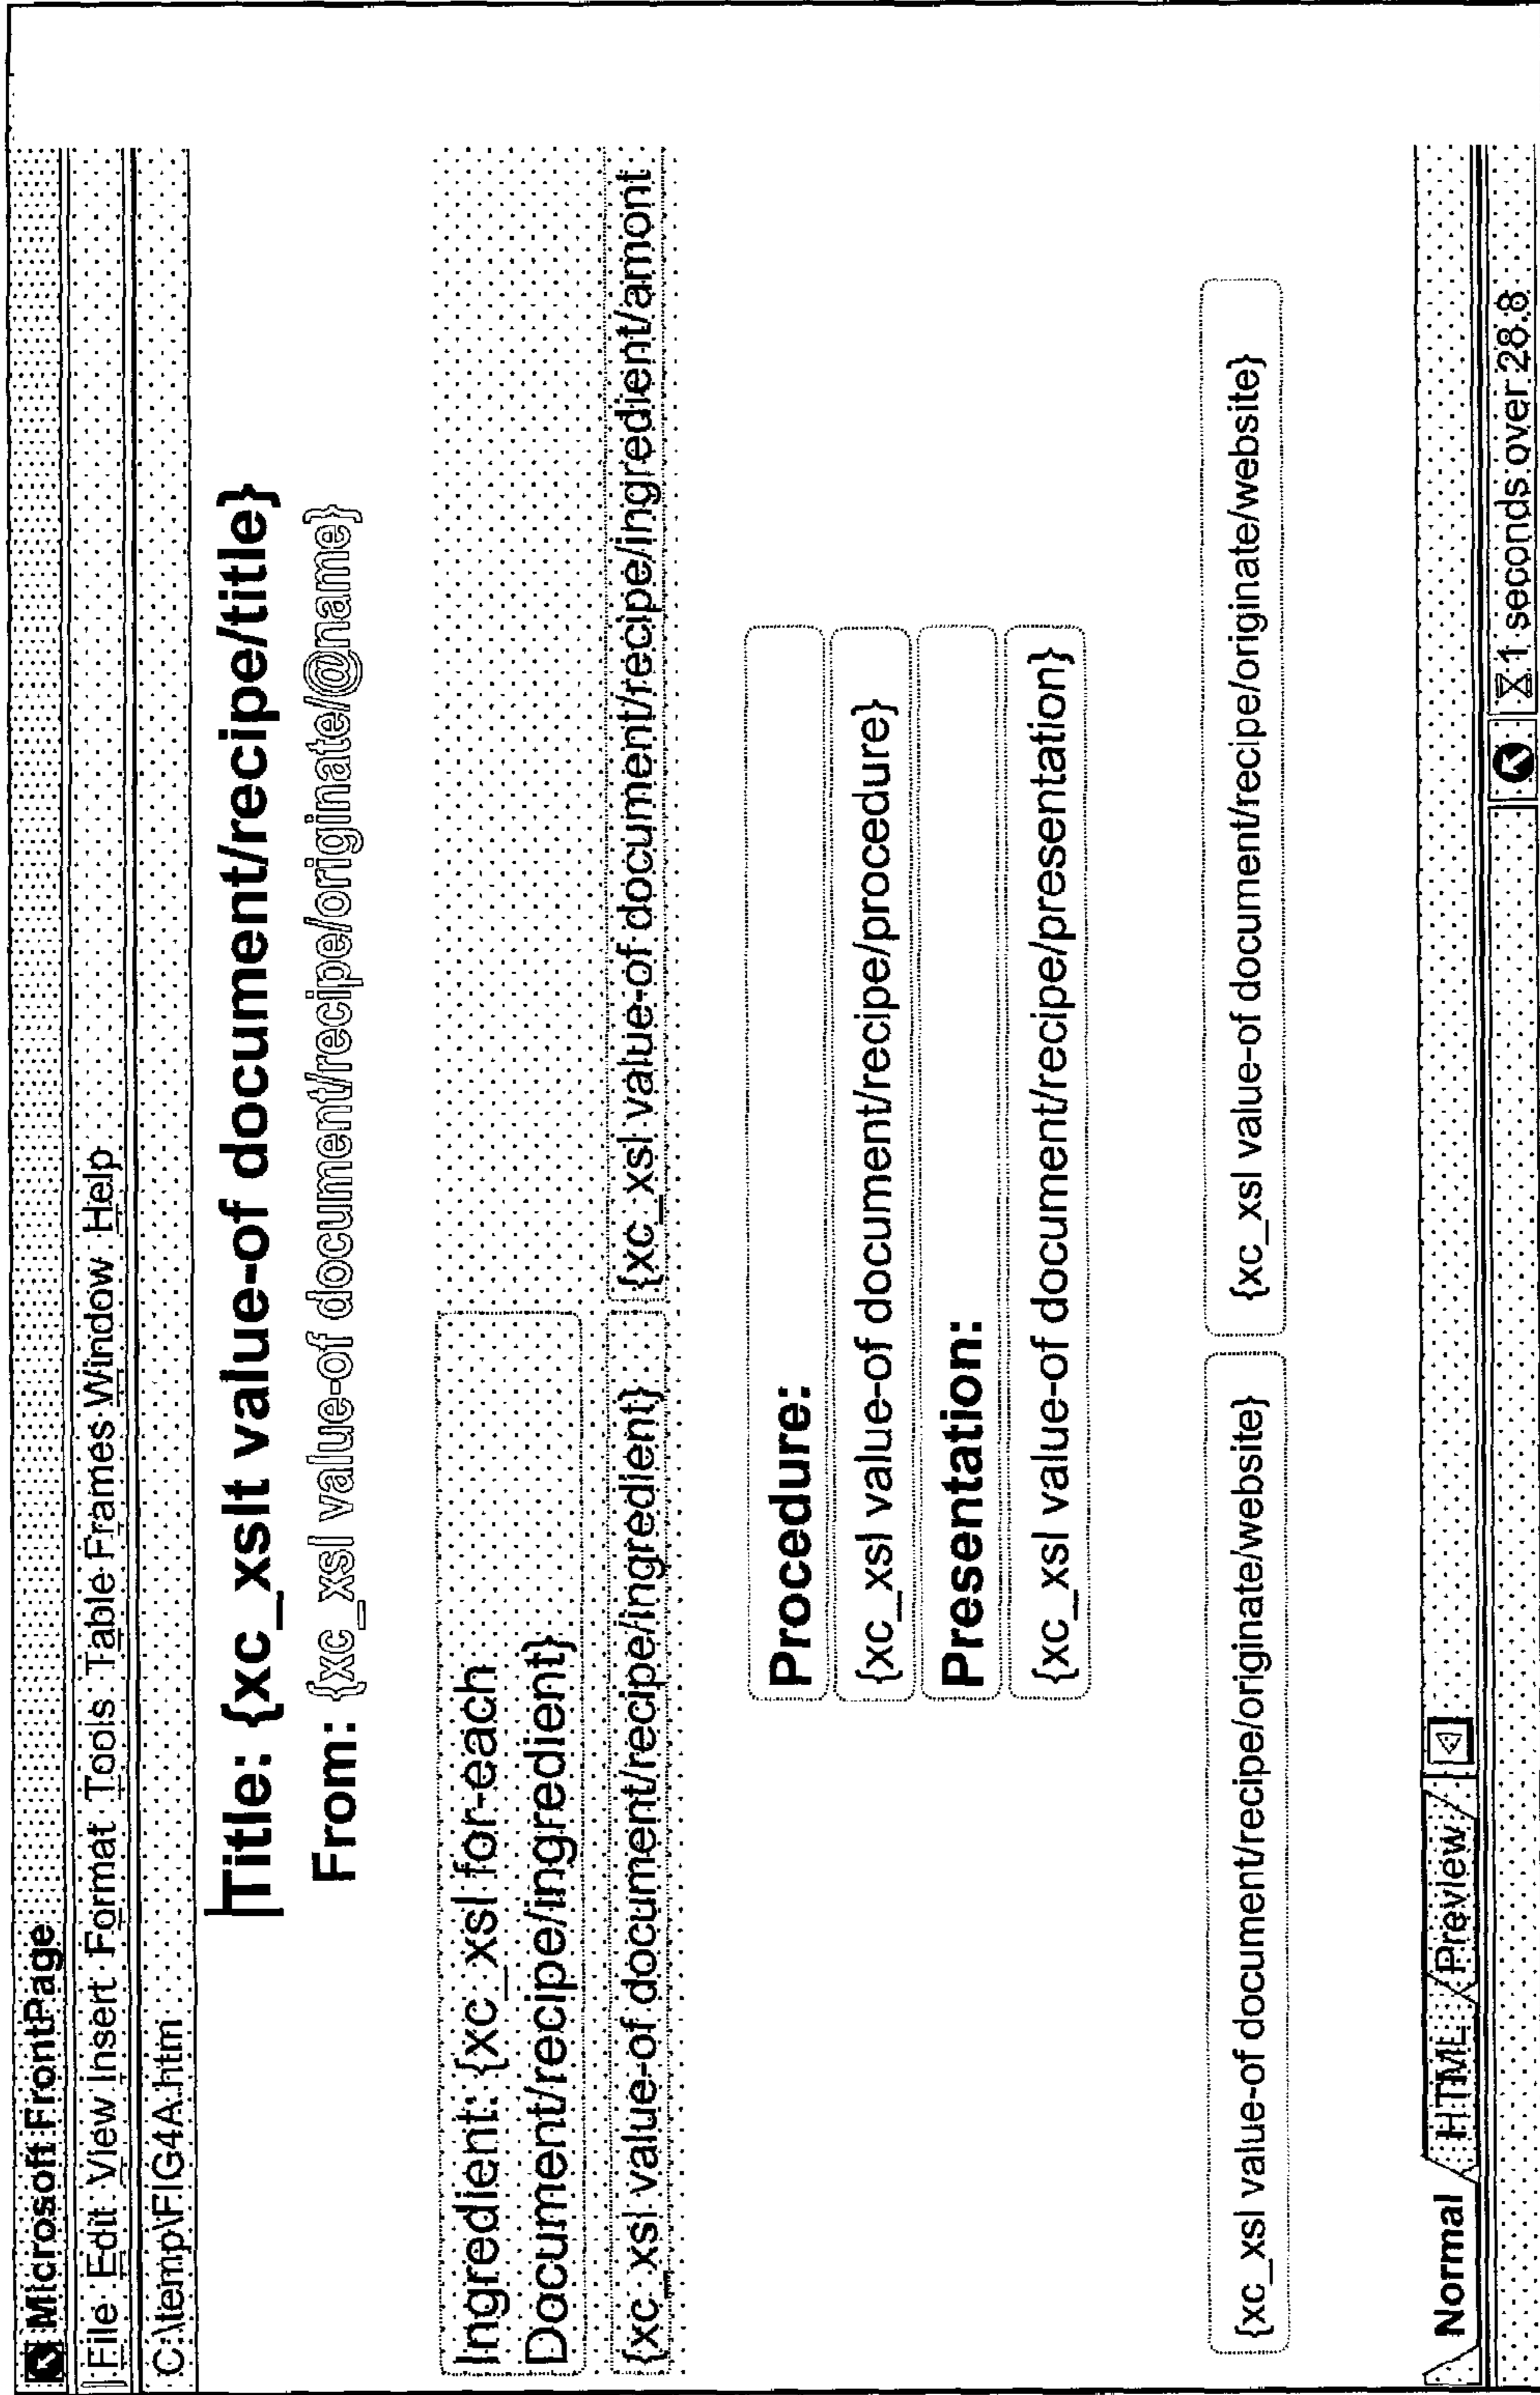 Microsoft FrontPage
File Edit View Insert Format Tools Table Frames Window Help
C:\temp\FIG4A.htm
Title: {xc_xslt value-of document/recipe/title}
From: {xc_xsl value-of document/recipe/originate/@name}
Ingredient: {xc_xsl for-each
Document/recipe/ingredient}
{xc_xsl value-of document/recipe/ingredient} {xc_xsl value-of document/recipe/ingredient/amont
Procedure:
{xc_xsl value-of document/recipe/procedure}
Presentation:
{xc_xsl value-of document/recipe/presentation}
{xc_xsl value-of document/recipe/originate/website} {xc_xsl value-of document/recipe/originate/website}
Normal HTML Preview
1 seconds over 28.8